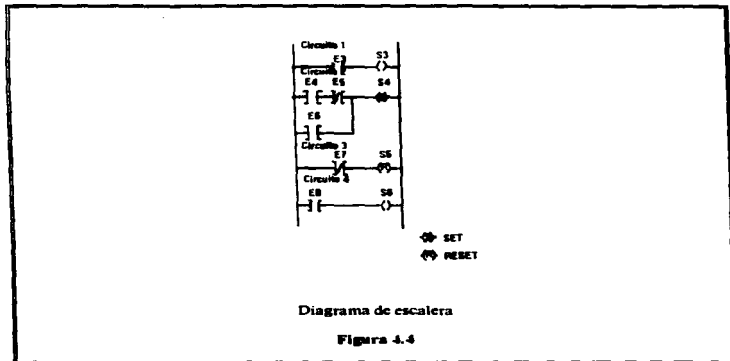 Circuito 1
E3 S3
Circuito 2
E4 E5 S4
E6
Circuito 3
E7 S5
Circuito 4
E8 S6
SET
RESET
Diagrama de escalera
Figura 4.4